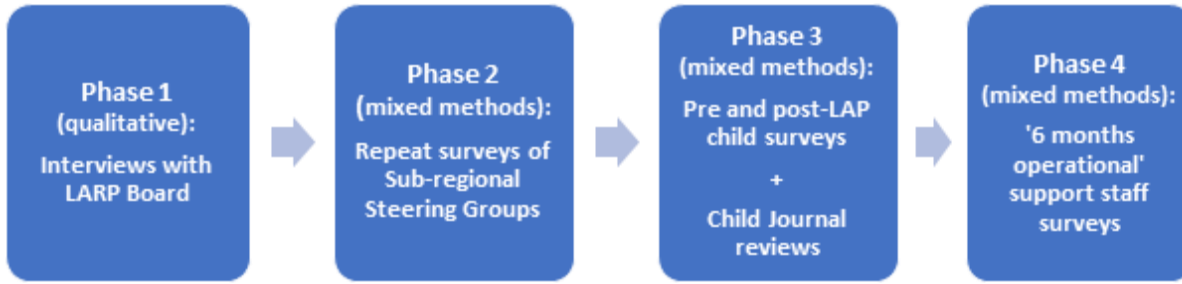 Phase 1
(qualitative):
Interviews with
LARP Board
Phase 2
(mixed methods):
Repeat surveys of
Sub-regional
Steering Groups
Phase 3
(mixed methods):
Pre and post-LAP
child surveys
+
Child Journal
reviews
Phase 4
(mixed methods):
'6 months
operational'
support staff
surveys